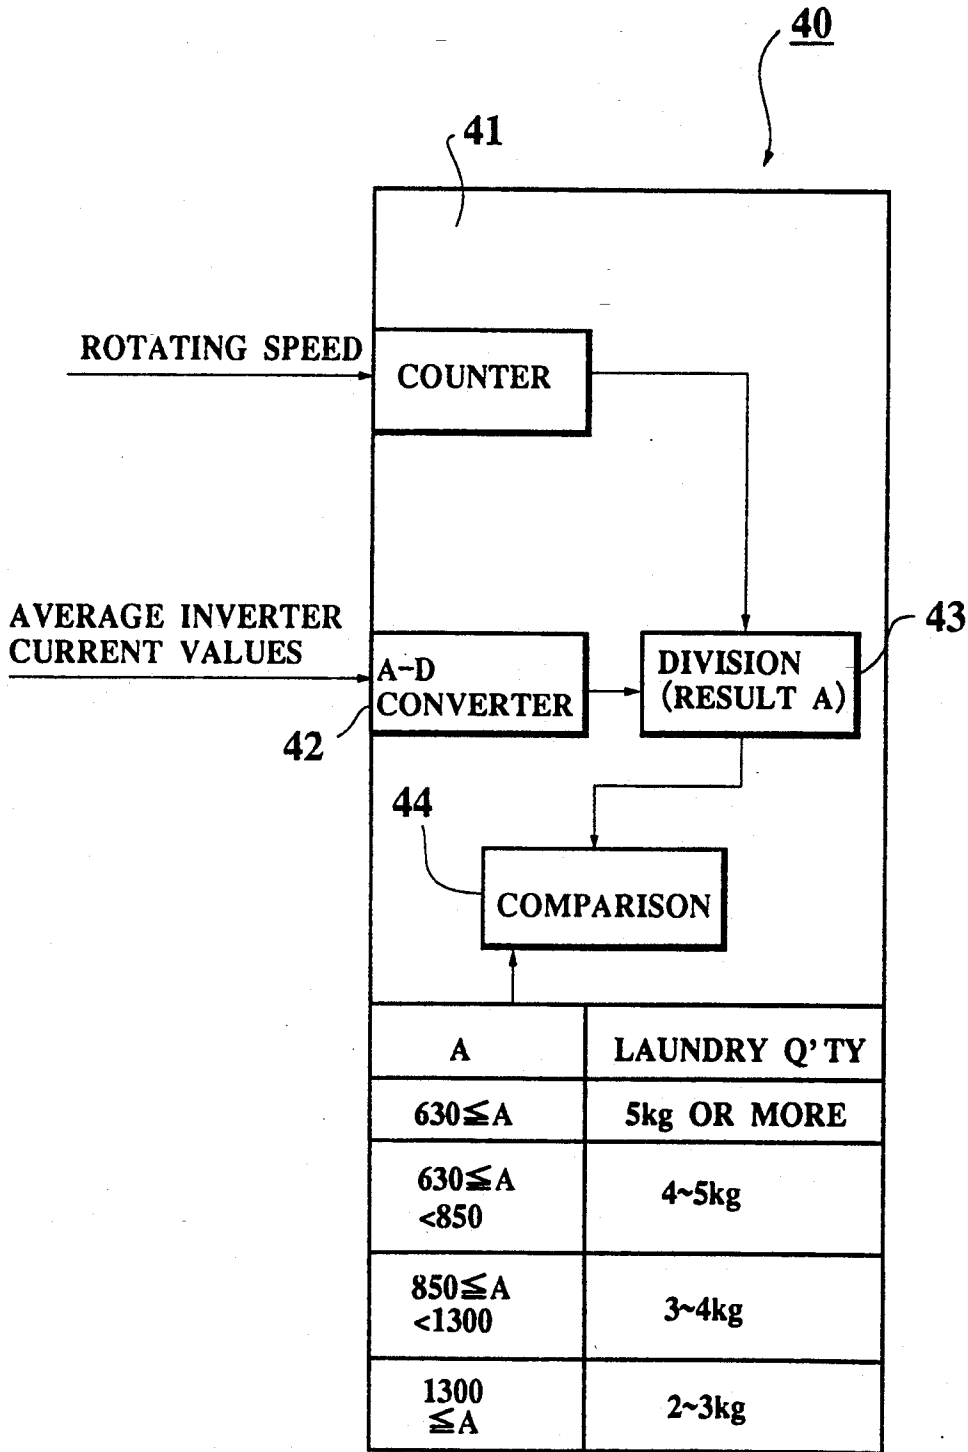 40
41
ROTATING SPEED
COUNTER
AVERAGE INVERTER
CURRENT VALUES
A-D
CONVERTER
42
DIVISION
(RESULT A)
43
44
COMPARISON
A
LAUNDRY Q'TY
630≦A
5kg OR MORE
630≦A
<850
4~5kg
850≦A
<1300
3~4kg
1300
≦A
2~3kg